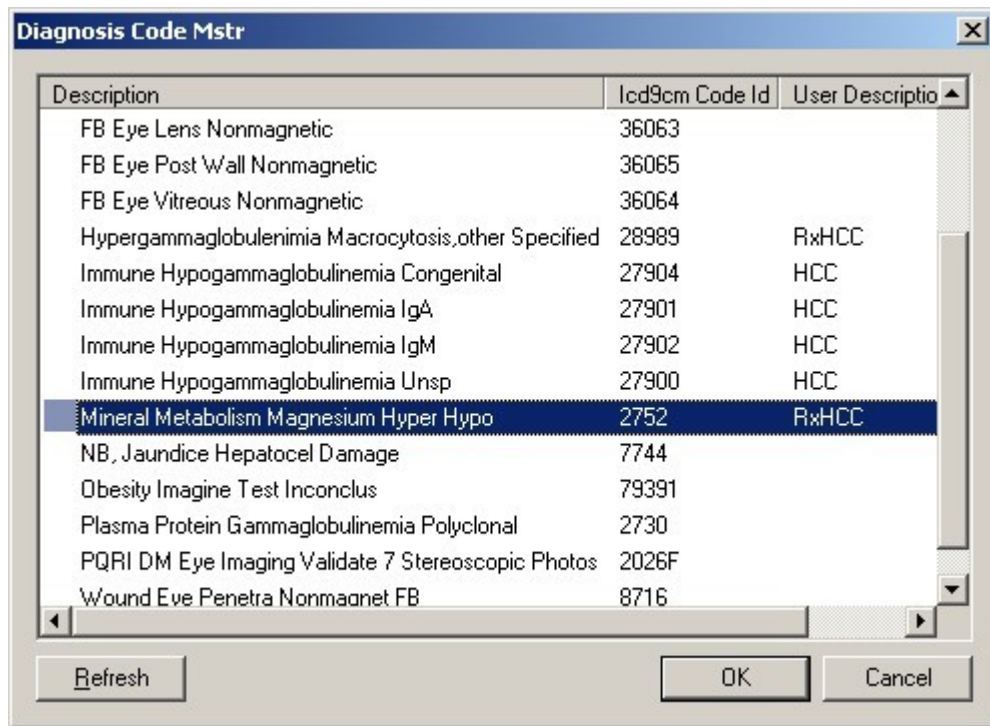 Diagnosis Code Mstr
Description Icd9cm Code Id User Descriptio
FB Eye Lens Nonmagnetic 36063
FB Eye Post Wall Nonmagnetic 36065
FB Eye Vitreous Nonmagnetic 36064
Hypergammaglobulenimia Macrocytosis,other Specified 28989 RxHCC
Immune Hypogammaglobulinemia Congenital 27904 HCC
Immune Hypogammaglobulinemia IgA 27901 HCC
Immune Hypogammaglobulinemia IgM 27902 HCC
Immune Hypogammaglobulinemia Unsp 27900 HCC
Mineral Metabolism Magnesium Hyper Hypo 2752 RxHCC
NB, Jaundice Hepatocel Damage 7744
Obesity Imagine Test Inconclus 79391
Plasma Protein Gammaglobulinemia Polyclonal 2730
PQRI DM Eye Imaging Validate 7 Stereoscopic Photos 2026F
Wound Eye Penetra Nonmagnet FB 8716
Refresh OK Cancel